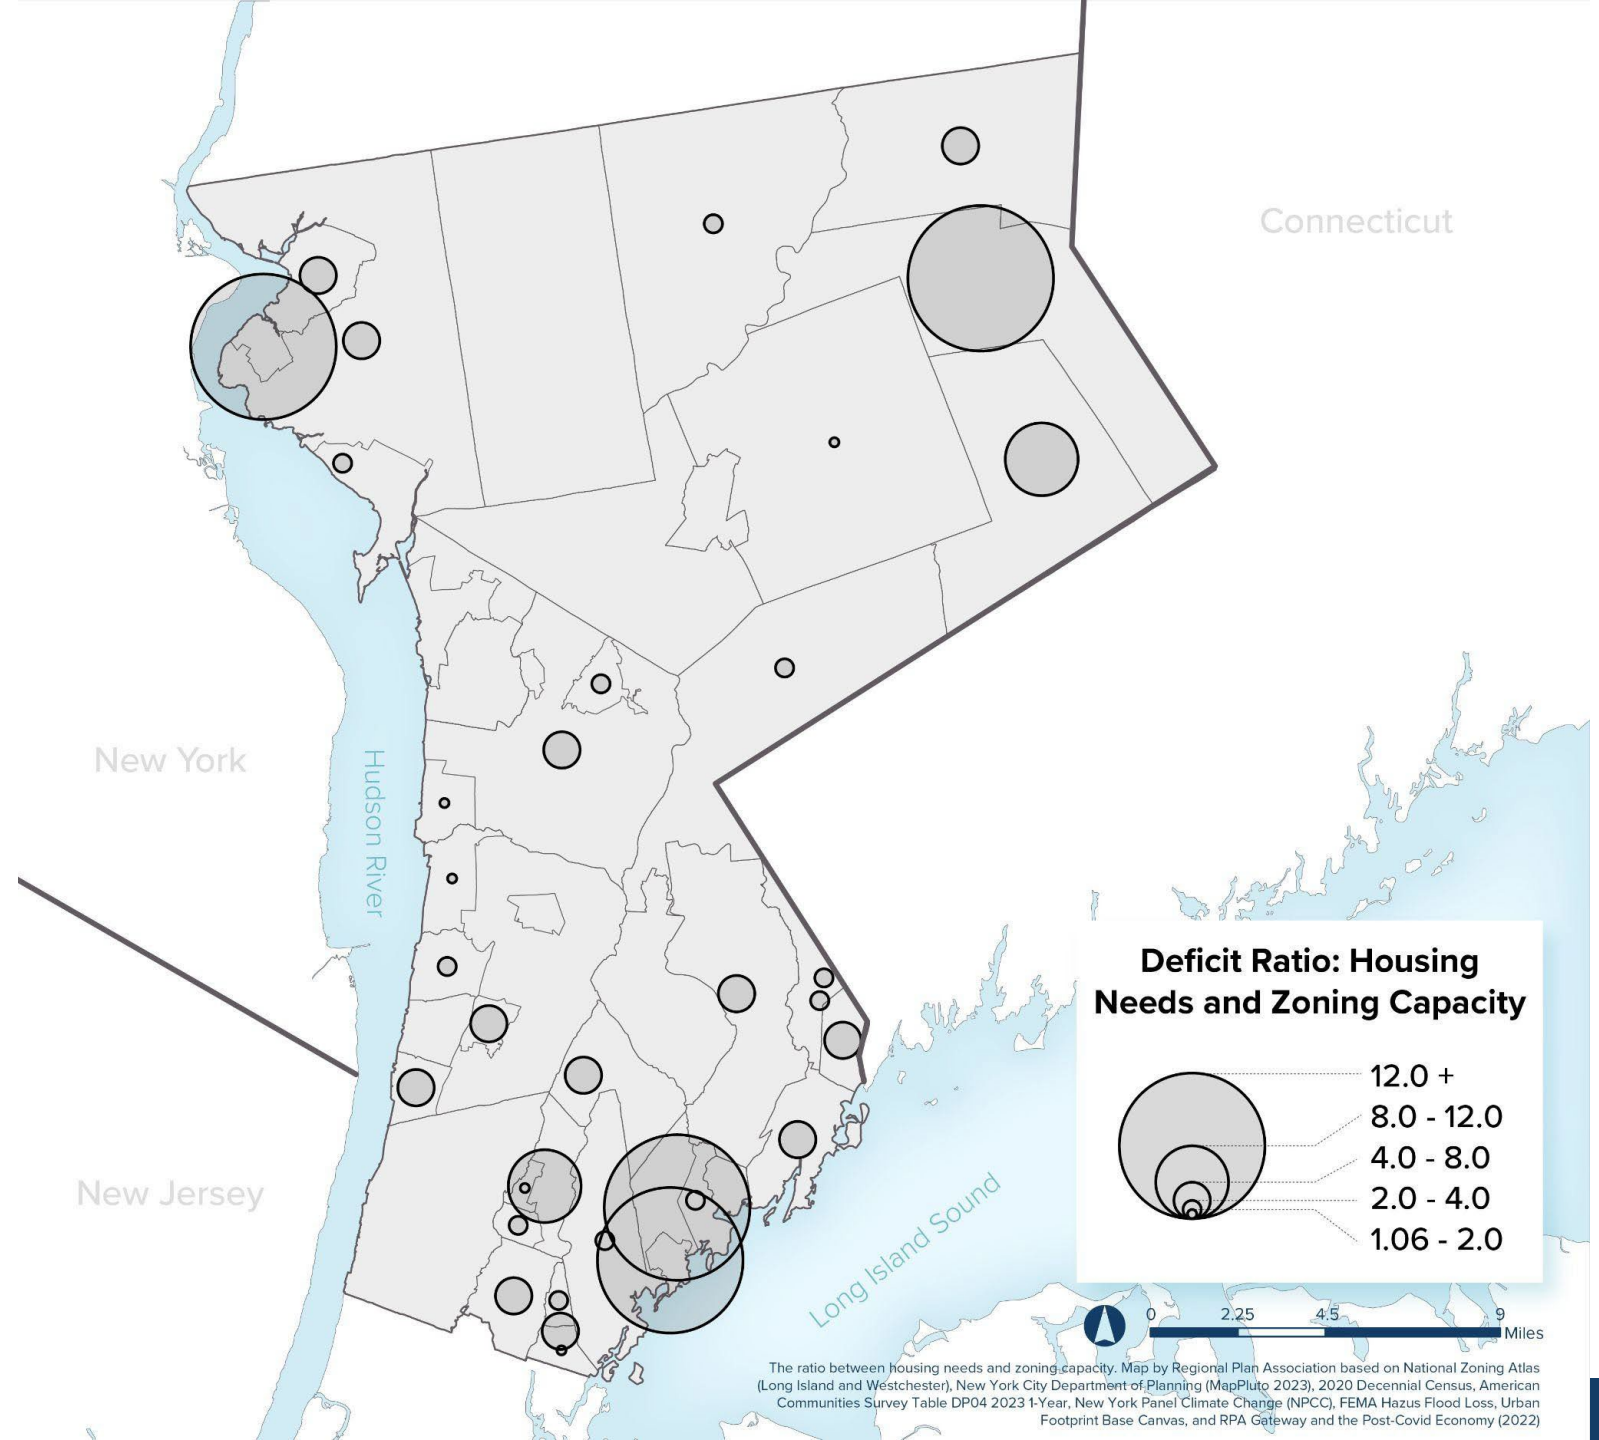 Connecticut
New York
Hudson River
New Jersey
Long Island Sound
Deficit Ratio: Housing
Needs and Zoning Capacity
12.0 +
8.0 - 12.0
4.0 - 8.0
2.0 - 4.0
1.06 - 2.0
0 2.25 4.5 9
Miles
The ratio between housing needs and zoning capacity. Map by Regional Plan Association based on National Zoning Atlas
(Long Island and Westchester), New York City Department of Planning (MapPluto 2023), 2020 Decennial Census, American
Communities Survey Table DP04 2023 1-Year, New York Panel Climate Change (NPCC), FEMA Hazus Flood Loss, Urban
Footprint Base Canvas, and RPA Gateway and the Post-Covid Economy (2022)